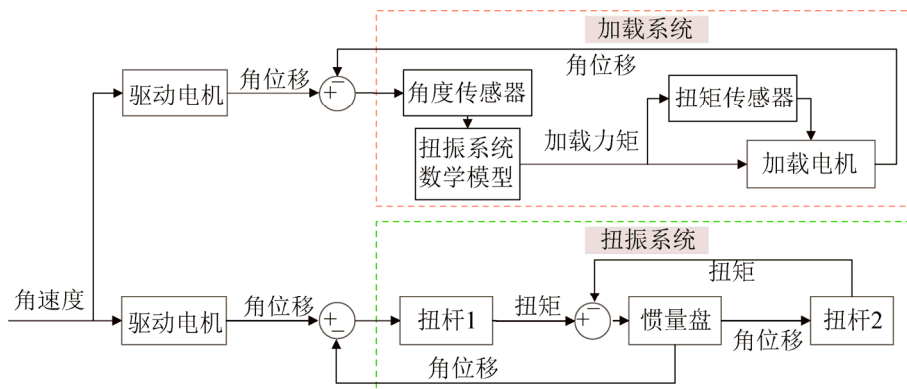 加载系统
角位移
驱动电机
角位移
+
−
角度传感器
扭矩传感器
扭振系统
数学模型
加载力矩
加载电机
扭振系统
扭矩
角速度
驱动电机
角位移
+
−
扭杆1
扭矩
+
−
惯量盘
角位移
扭杆2
角位移